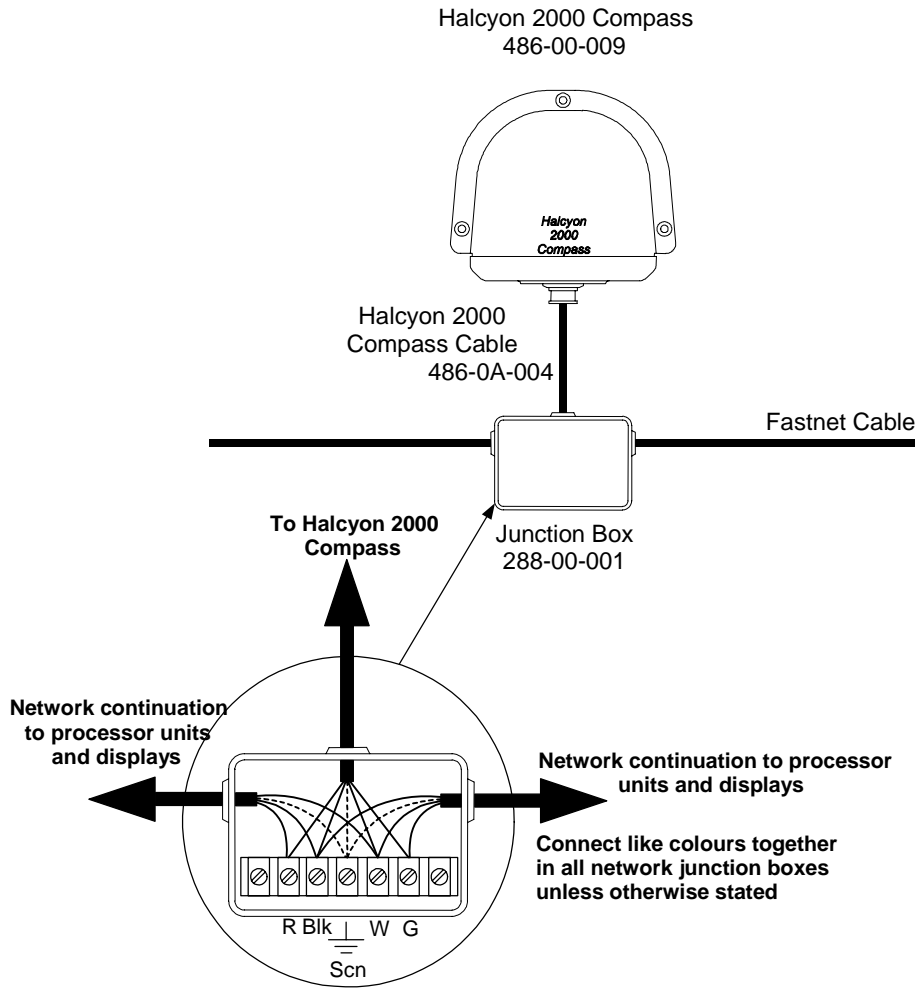 Halcyon 2000 Compass
486-00-009
Halcyon
2000
Compass
Halcyon 2000
Compass Cable
486-0A-004
Fastnet Cable
Junction Box
288-00-001
To Halcyon 2000
Compass
Network continuation
to processor units
and displays
Network continuation to processor
units and displays
Connect like colours together
in all network junction boxes
unless otherwise stated
R Blk W G
Scn